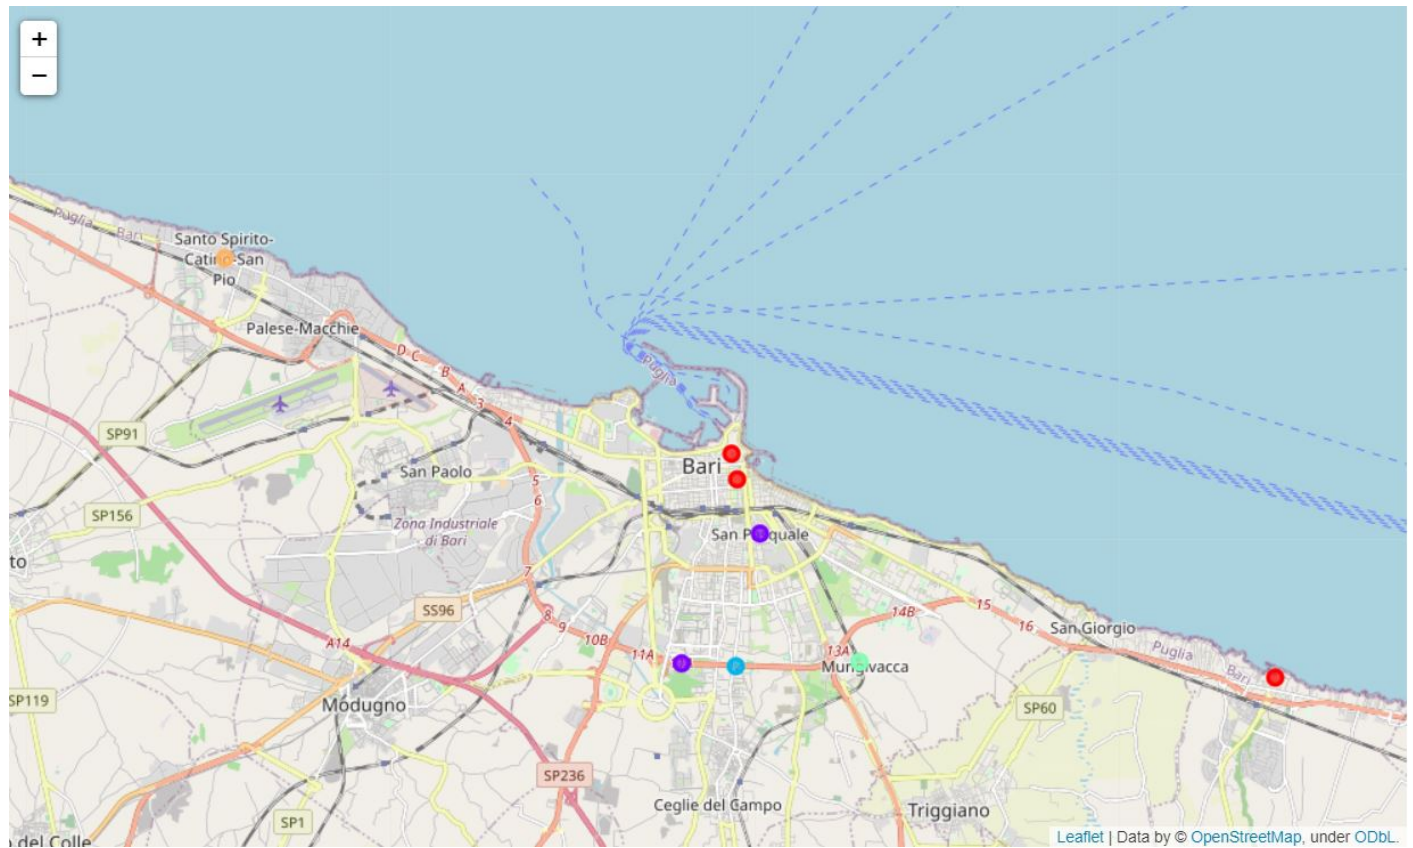 +
−
Puglia
Bari
Santo Spirito-
Catino-San
Pio
Palese-Macchie
D
C
B
A
3
4
Puglia
SP91
San Paolo
Bari
5
6
SP156
Zona Industriale
di Bari
San Pasquale
to
7
SS96
8
9
10B
14B
15
16
San Giorgio
A14
11A
13A
Mungivacca
Puglia
Bari
SP119
Modugno
SP60
SP236
Ceglie del Campo
Triggiano
SP1
del Colle
Leaflet | Data by © OpenStreetMap, under ODbL.